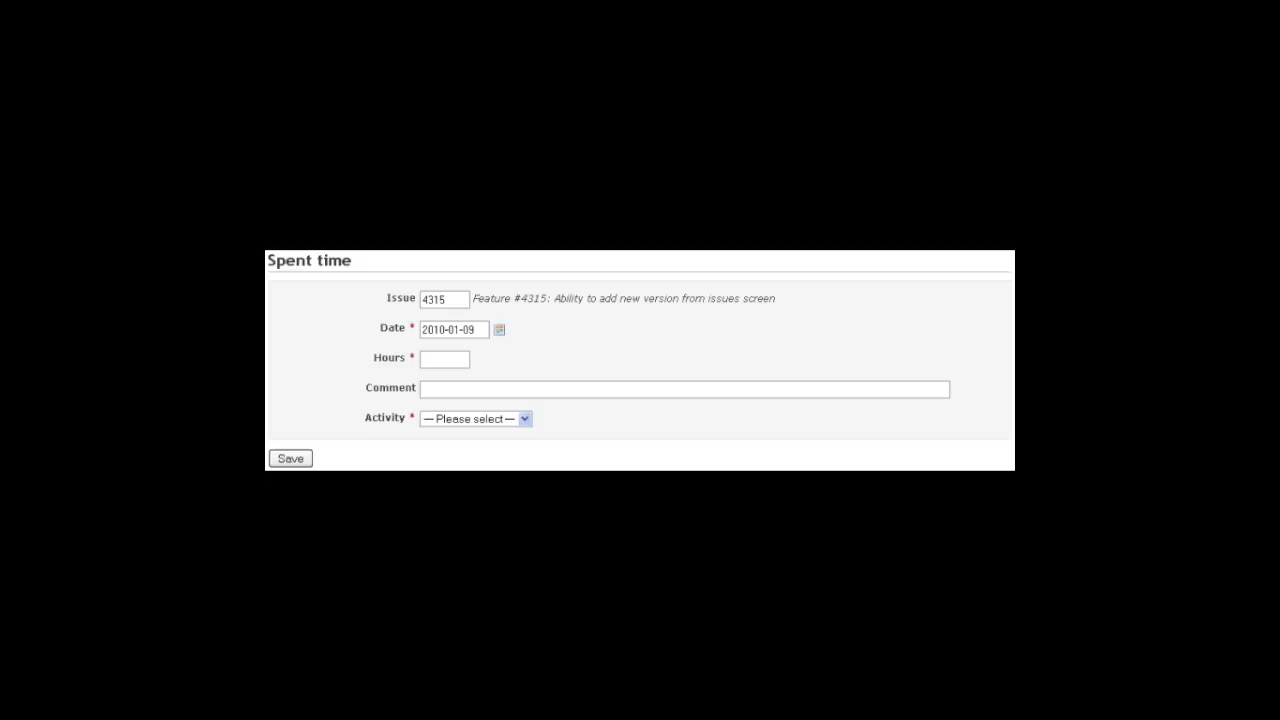 Spent time
Issue 4315 Feature #4315: Ability to add new version from issues screen
Date * 2010-01-09
Hours *
Comment
Activity * — Please select —
Save